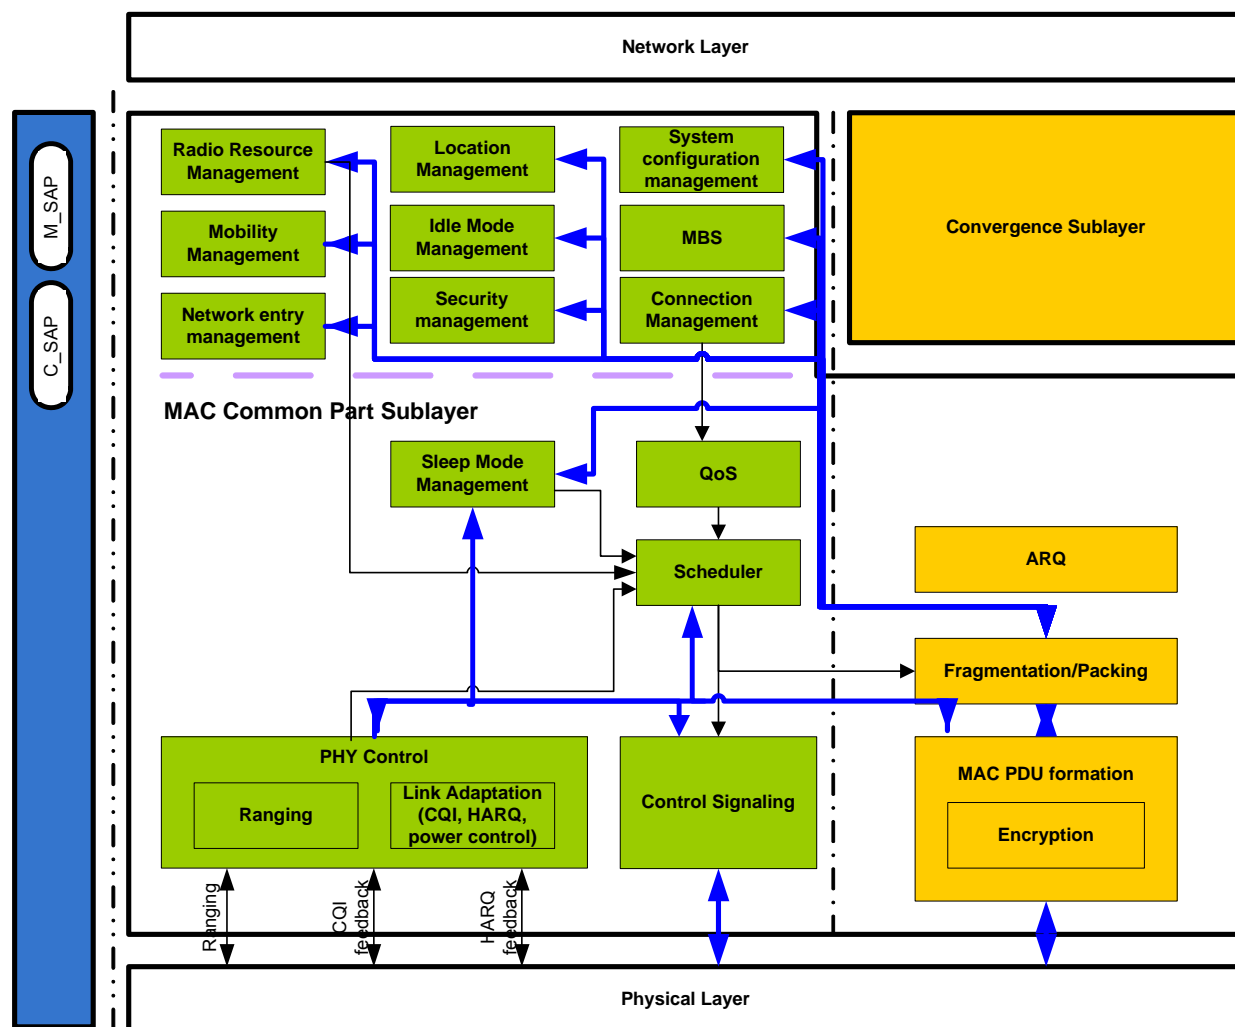 Network Layer
M_SAP
C_SAP
Radio Resource
Management
Location
Management
System
configuration
management
Mobility
Management
Idle Mode
Management
MBS
Convergence Sublayer
Network entry
management
Security
management
Connection
Management
MAC Common Part Sublayer
Sleep Mode
Management
QoS
Scheduler
ARQ
Fragmentation/Packing
PHY Control
Ranging
Link Adaptation
(CQI, HARQ,
power control)
Control Signaling
MAC PDU formation
Encryption
Ranging
CQI
feedback
HARQ
feedback
Physical Layer